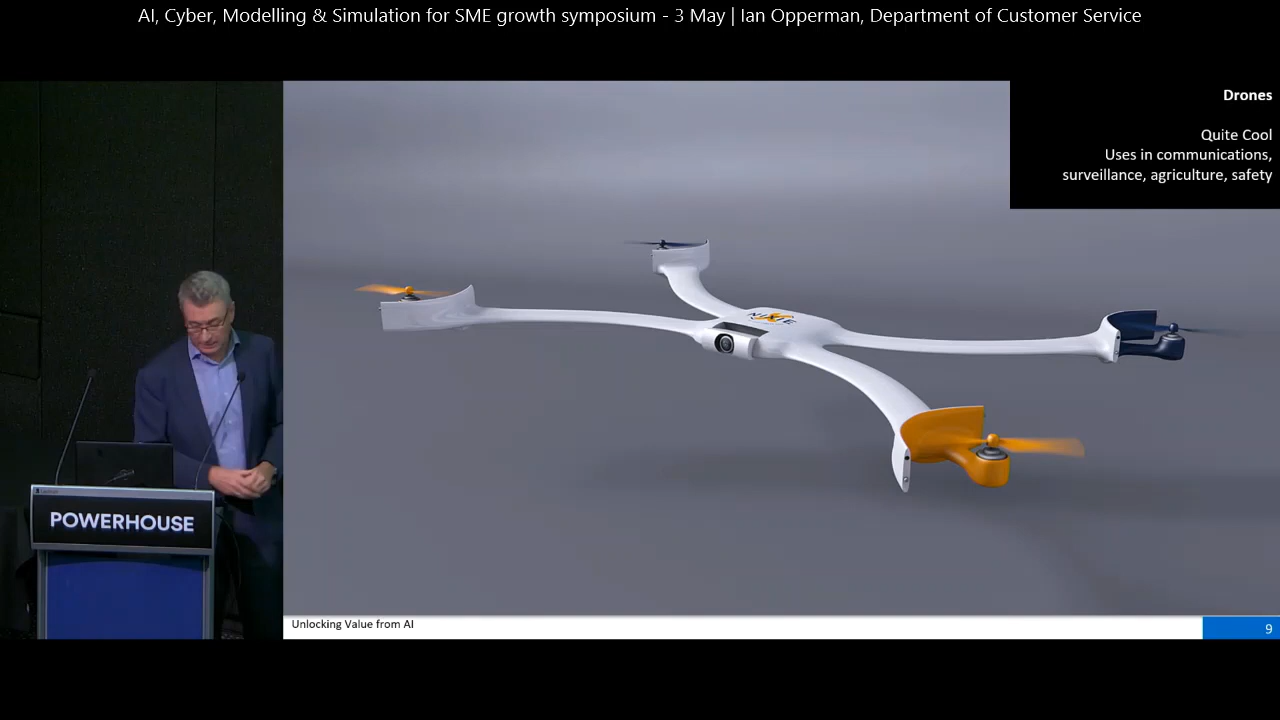 AI, Cyber, Modelling & Simulation for SME growth symposium - 3 May | Ian Opperman, Department of Customer Service
Drones
Quite Cool
Uses in communications,
surveillance, agriculture, safety
NIXIE
POWERHOUSE
Unlocking Value from AI
9